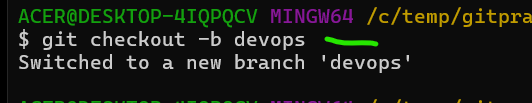 ACER@DESKTOP-4IQPQCV MINGW64 /c/temp/gitpra
$ git checkout -b devops
Switched to a new branch 'devops'